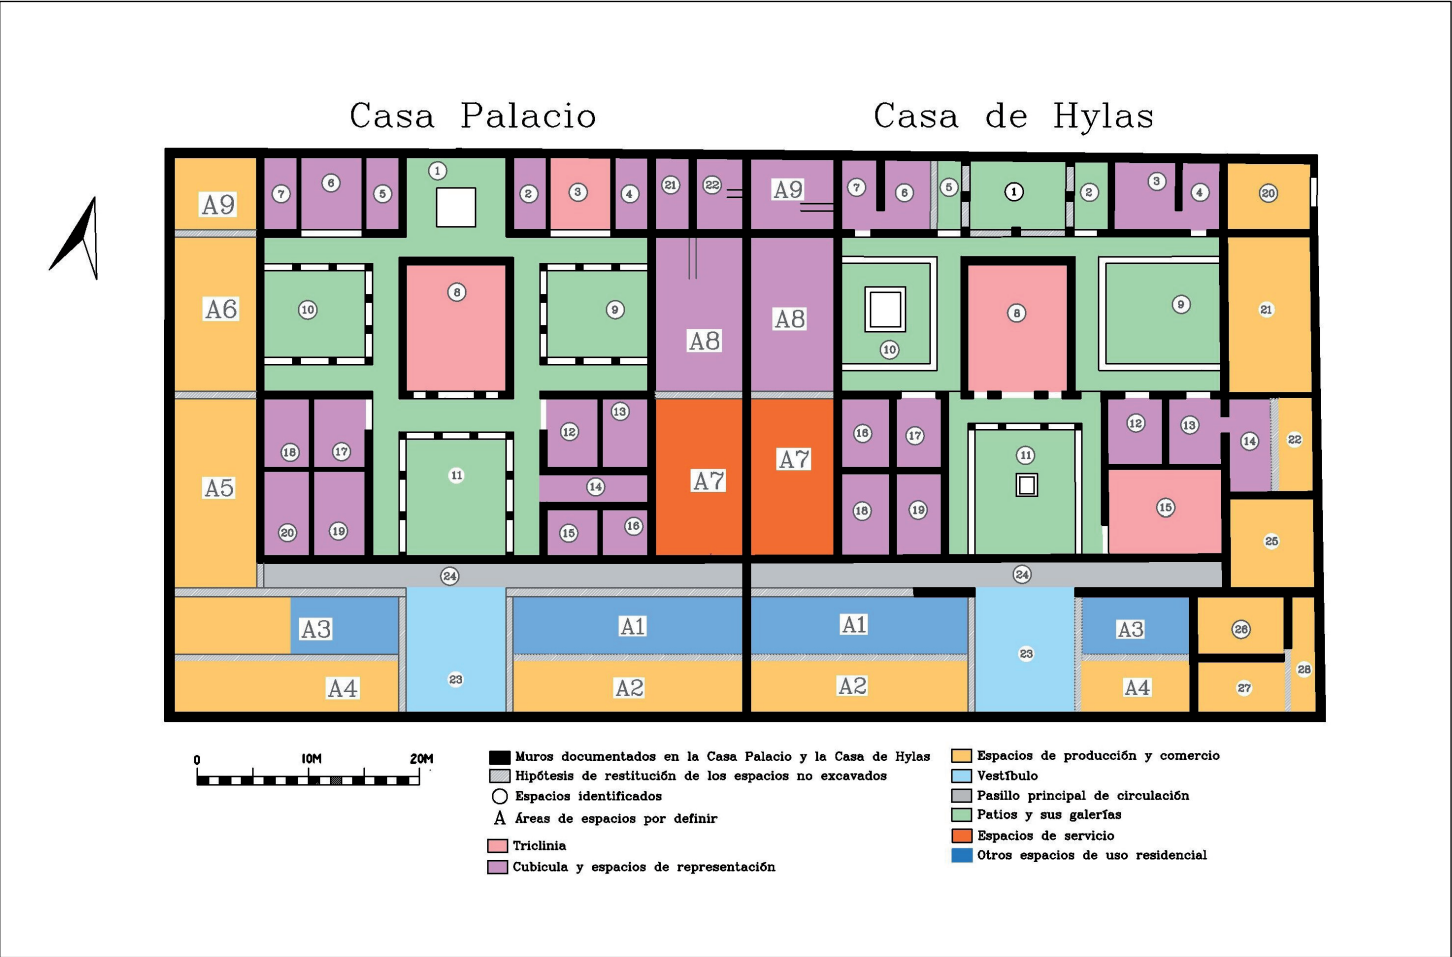 Casa Palacio
Casa de Hylas
A9 7 6 5 1 2 3 4 21 22 A9 7 6 5 1 2 3 4 20
A6 10 8 9 A8 A8 10 8 9 21
A5 18 17 20 19 11 12 13 14 15 16 A7 A7 16 17 18 19 11 12 13 14 22 15 25
24 24
A3 A1 A1 A3 26
23 23
A4 A2 A2 A4 27 28
0 10M 20M
Muros documentados en la Casa Palacio y la Casa de Hylas
Hipótesis de restitución de los espacios no excavados
Espacios identificados
A Áreas de espacios por definir
Triclinia
Cubicula y espacios de representación
Espacios de producción y comercio
Vestíbulo
Pasillo principal de circulación
Patios y sus galerías
Espacios de servicio
Otros espacios de uso residencial